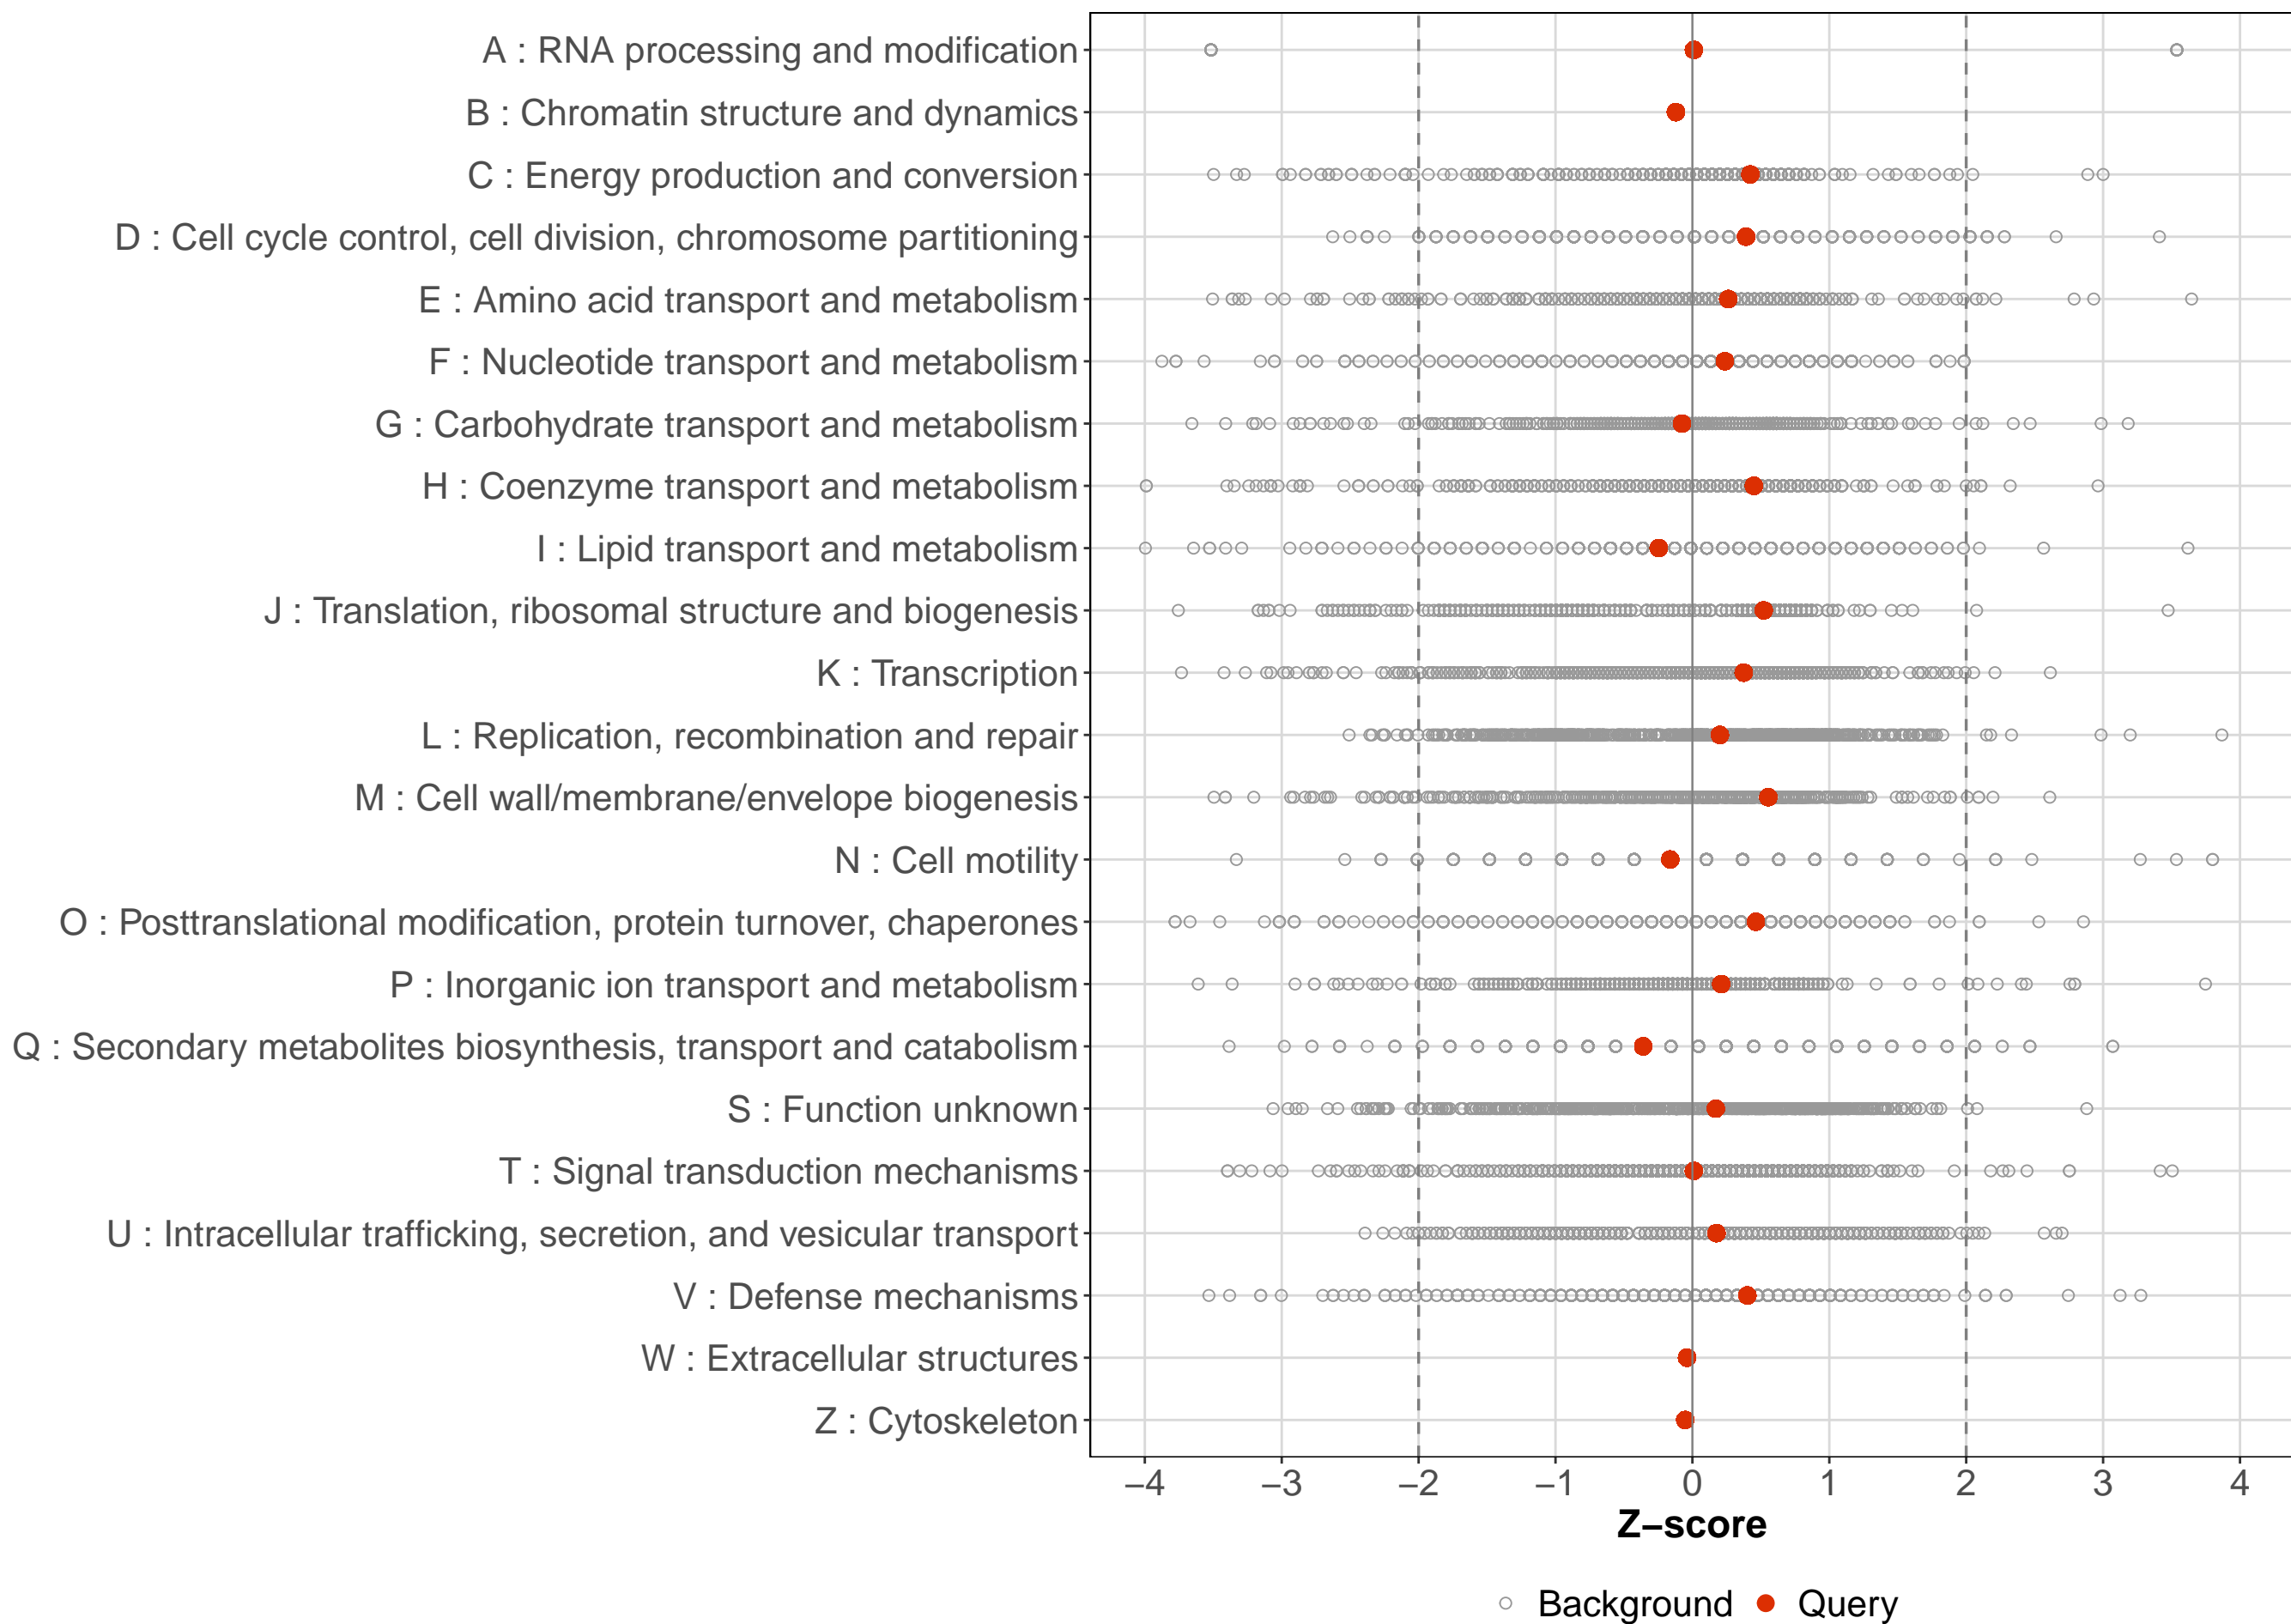 A : RNA processing and modification
B : Chromatin structure and dynamics
C : Energy production and conversion
D : Cell cycle control, cell division, chromosome partitioning
E : Amino acid transport and metabolism
F : Nucleotide transport and metabolism
G : Carbohydrate transport and metabolism
H : Coenzyme transport and metabolism
I : Lipid transport and metabolism
J : Translation, ribosomal structure and biogenesis
K : Transcription
L : Replication, recombination and repair
M : Cell wall/membrane/envelope biogenesis
N : Cell motility
O : Posttranslational modification, protein turnover, chaperones
P : Inorganic ion transport and metabolism
Q : Secondary metabolites biosynthesis, transport and catabolism
S : Function unknown
T : Signal transduction mechanisms
U : Intracellular trafficking, secretion, and vesicular transport
V : Defense mechanisms
W : Extracellular structures
Z : Cytoskeleton
−4 −3 −2 −1 0 1 2 3 4
Z−score
Background Query